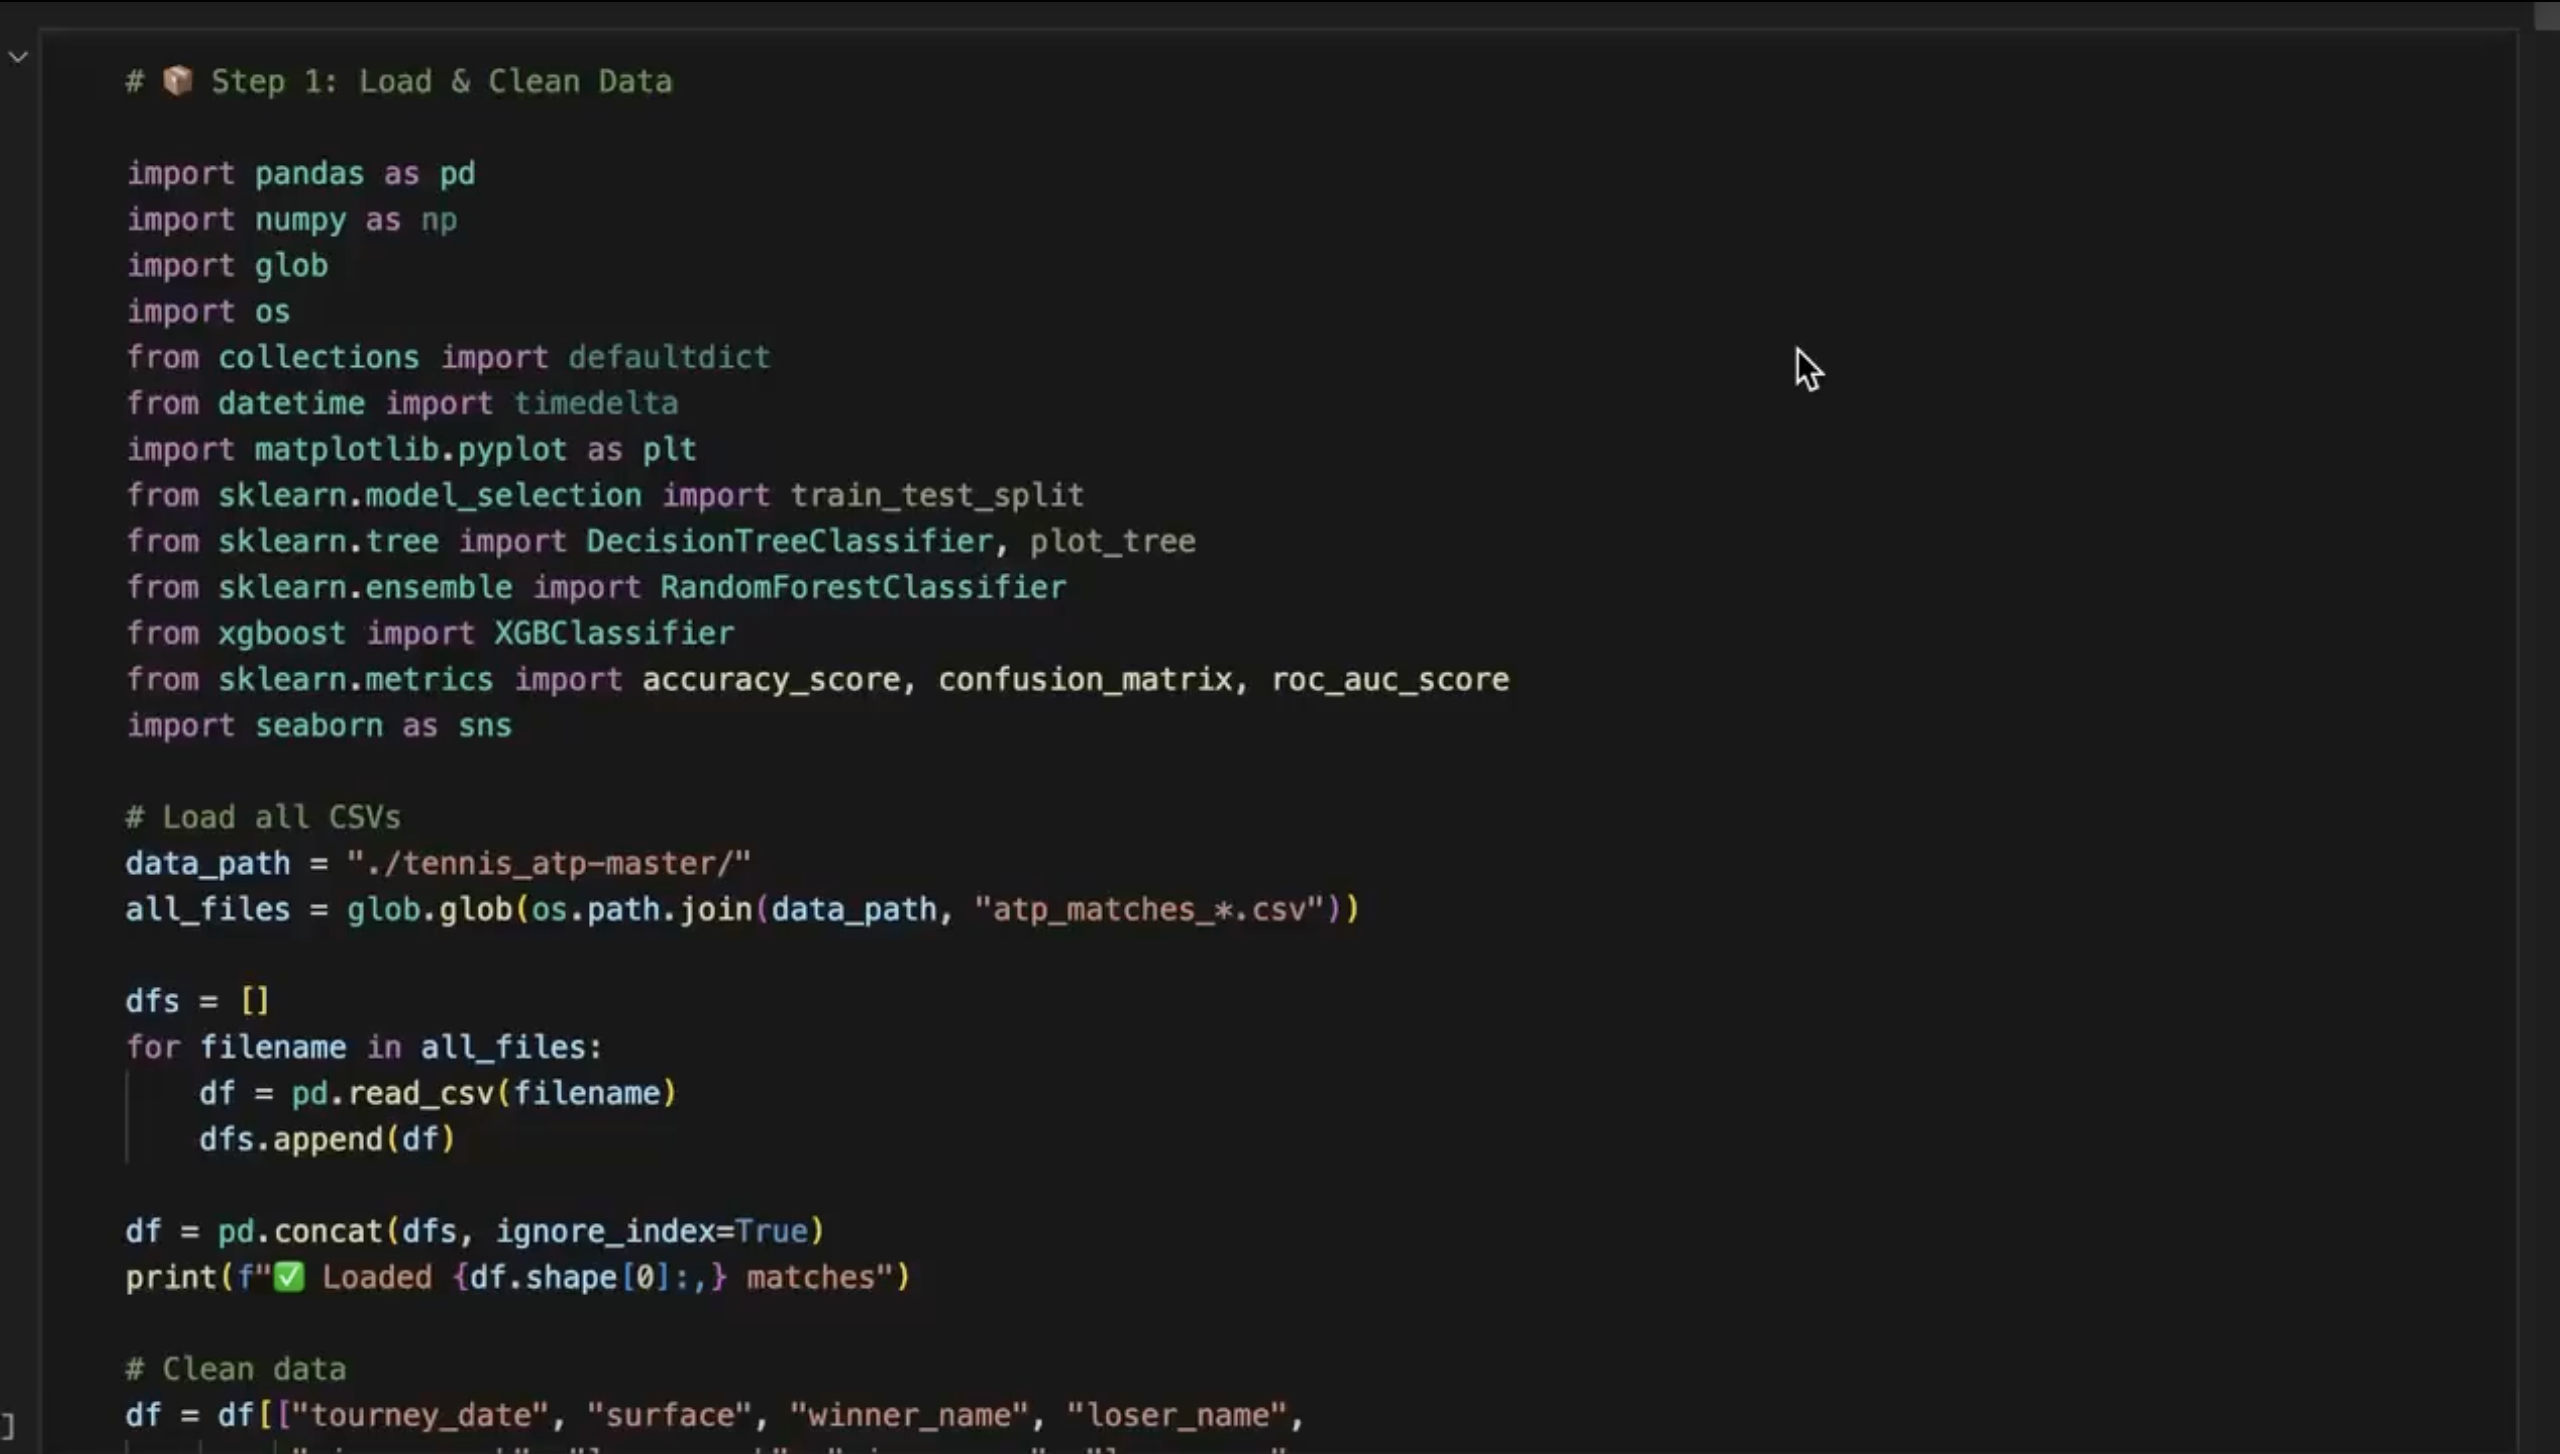 # 📦 Step 1: Load & Clean Data
import pandas as pd
import numpy as np
import glob
import os
from collections import defaultdict
from datetime import timedelta
import matplotlib.pyplot as plt
from sklearn.model_selection import train_test_split
from sklearn.tree import DecisionTreeClassifier, plot_tree
from sklearn.ensemble import RandomForestClassifier
from xgboost import XGBClassifier
from sklearn.metrics import accuracy_score, confusion_matrix, roc_auc_score
import seaborn as sns
# Load all CSVs
data_path = "./tennis_atp-master/"
all_files = glob.glob(os.path.join(data_path, "atp_matches_*.csv"))
dfs = []
for filename in all_files:
    df = pd.read_csv(filename)
    dfs.append(df)
df = pd.concat(dfs, ignore_index=True)
print(f"✅ Loaded {df.shape[0]:,} matches")
# Clean data
]
df = df[["tourney_date", "surface", "winner_name", "loser_name",